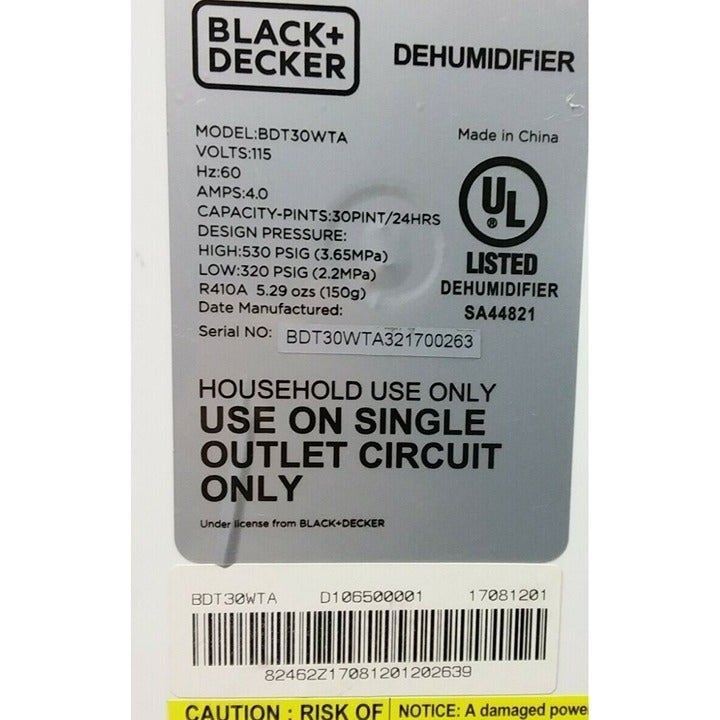 BLACK+
DECKER
DEHUMIDIFIER
MODEL:BDT30WTA
VOLTS:115
Hz:60
AMPS:4.0
CAPACITY-PINTS:30PINT/24HRS
DESIGN PRESSURE:
HIGH:530 PSIG (3.65MPa)
LOW:320 PSIG (2.2MPa)
R410A 5.29 ozs (150g)
Date Manufactured:
Serial NO: BDT30WTA321700263
Made in China
UL
®
LISTED
DEHUMIDIFIER
SA44821
HOUSEHOLD USE ONLY
USE ON SINGLE
OUTLET CIRCUIT
ONLY
Under license from BLACK+DECKER
BDT30WTA D106500001 17081201
82462Z17081201202639
CAUTION : RISK OF
NOTICE: A damaged powe